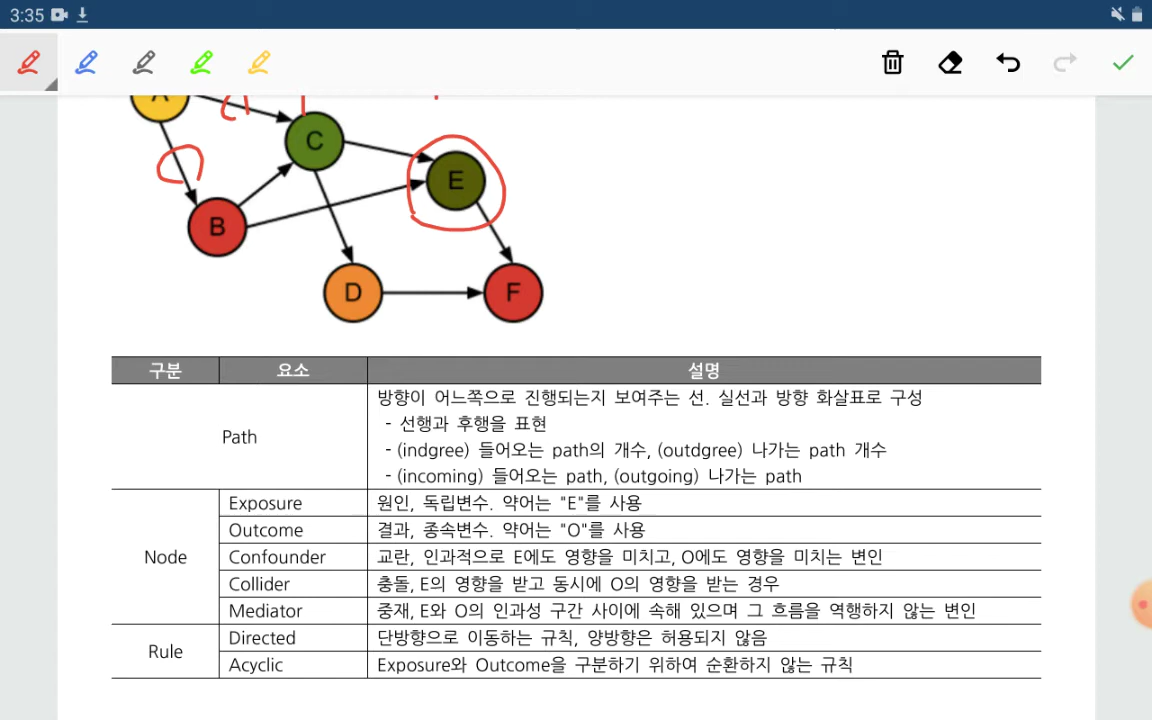 3:35
A
C
E
B
D
F
구분 요소 설명
Path
방향이 어느쪽으로 진행되는지 보여주는 선. 실선과 방향 화살표로 구성
- 선행과 후행을 표현
- (indgree) 들어오는 path의 개수, (outdgree) 나가는 path 개수
- (incoming) 들어오는 path, (outgoing) 나가는 path
Node
Exposure 원인, 독립변수. 약어는 "E"를 사용
Outcome 결과, 종속변수. 약어는 "O"를 사용
Confounder 교란, 인과적으로 E에도 영향을 미치고, O에도 영향을 미치는 변인
Collider 충돌, E의 영향을 받고 동시에 O의 영향을 받는 경우
Mediator 중재, E와 O의 인과성 구간 사이에 속해 있으며 그 흐름을 역행하지 않는 변인
Rule
Directed 단방향으로 이동하는 규칙, 양방향은 허용되지 않음
Acyclic Exposure와 Outcome을 구분하기 위하여 순환하지 않는 규칙